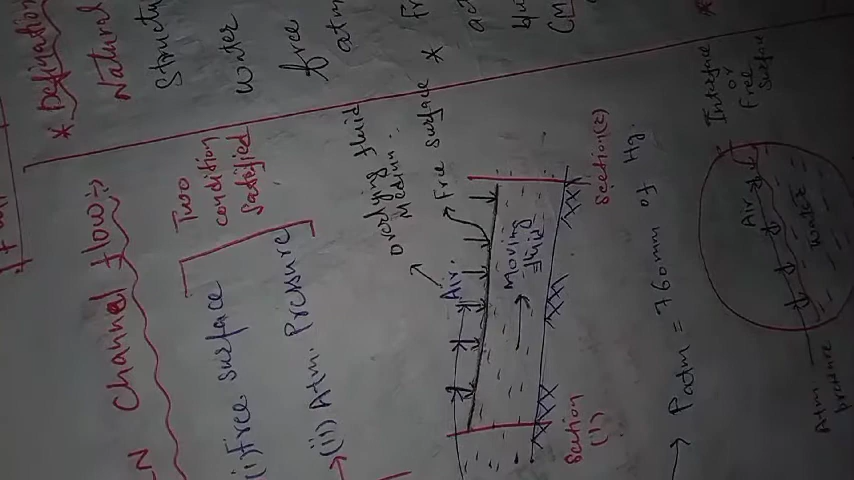 N Channel flow :-
(i) Free surface
(ii) Atm. Pressure
Two
condition
Satisfied
overlying fluid
Medium.
Air.
Free surface
Moving
fluid
Section
(1)
Section(2)
→ Patm = 760mm of Hg.
Interface
or
free
Surface
Air
water
Atm
pressure
* Defination
Natural
Structu
water
free
atm
* Fr